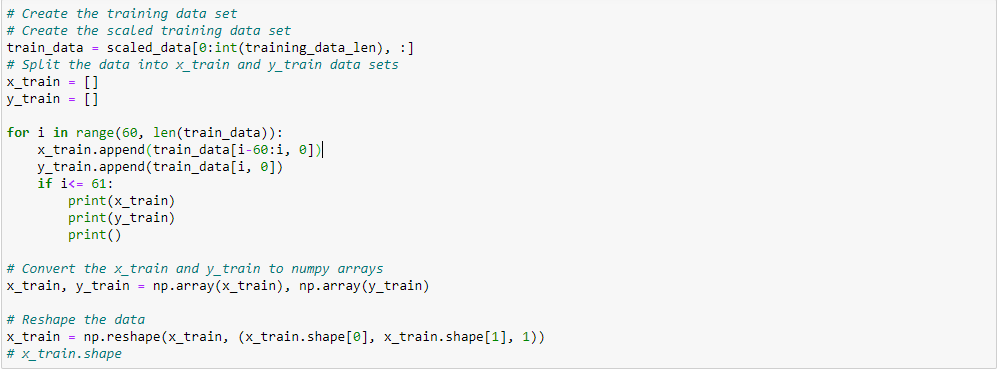 # Create the training data set
# Create the scaled training data set
train_data = scaled_data[0:int(training_data_len), :]
# Split the data into x_train and y_train data sets
x_train = []
y_train = []

for i in range(60, len(train_data)):
    x_train.append(train_data[i-60:i, 0])
    y_train.append(train_data[i, 0])
    if i<= 61:
        print(x_train)
        print(y_train)
        print()

# Convert the x_train and y_train to numpy arrays
x_train, y_train = np.array(x_train), np.array(y_train)

# Reshape the data
x_train = np.reshape(x_train, (x_train.shape[0], x_train.shape[1], 1))
# x_train.shape